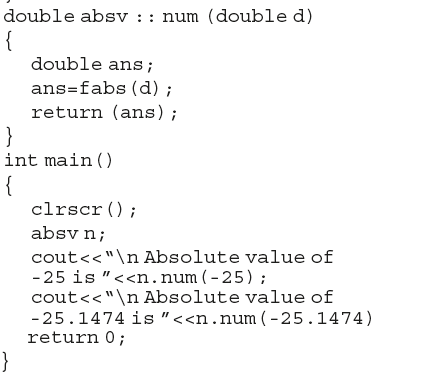 double absv :: num (double d)
{
double ans;
ans=fabs(d);
return (ans);
}
int main()
{
clrscr();
absv n;
cout<<“\n Absolute value of
-25 is ”<<n.num(-25);
cout<<“\n Absolute value of
-25.1474 is ”<<n.num(-25.1474)
return 0;
}